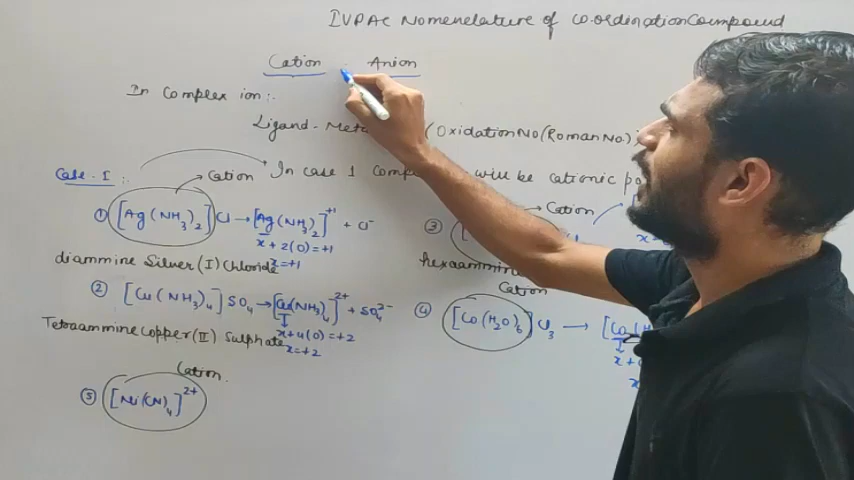 IUPAC Nomenclature of Co-ordination Compound
Cation Anion
In Complex ion:.
Ligand - Meta (Oxidation No (Roman No.)
Case-I :. Cation In case 1 comp will be cationic po
① [Ag(NH₃)₂]Cl → [Ag(NH₃)₂]⁺¹ + Cl⁻
x + 2(0) = +1
x = +1
diammine Silver (I) Chloride
② [Cu(NH₃)₄] SO₄ → [Cu(NH₃)₄]²⁺ + SO₄²⁻
x + 4(0) = +2
x = +2
Tetraammine Copper (II) Sulphate
Cation.
⑤ [Ni(CN)₄]²⁺
③ [ Cation
hexaammin
Cation
④ [Co(H₂O)₆]Cl₃ → [Co(H
x +
x